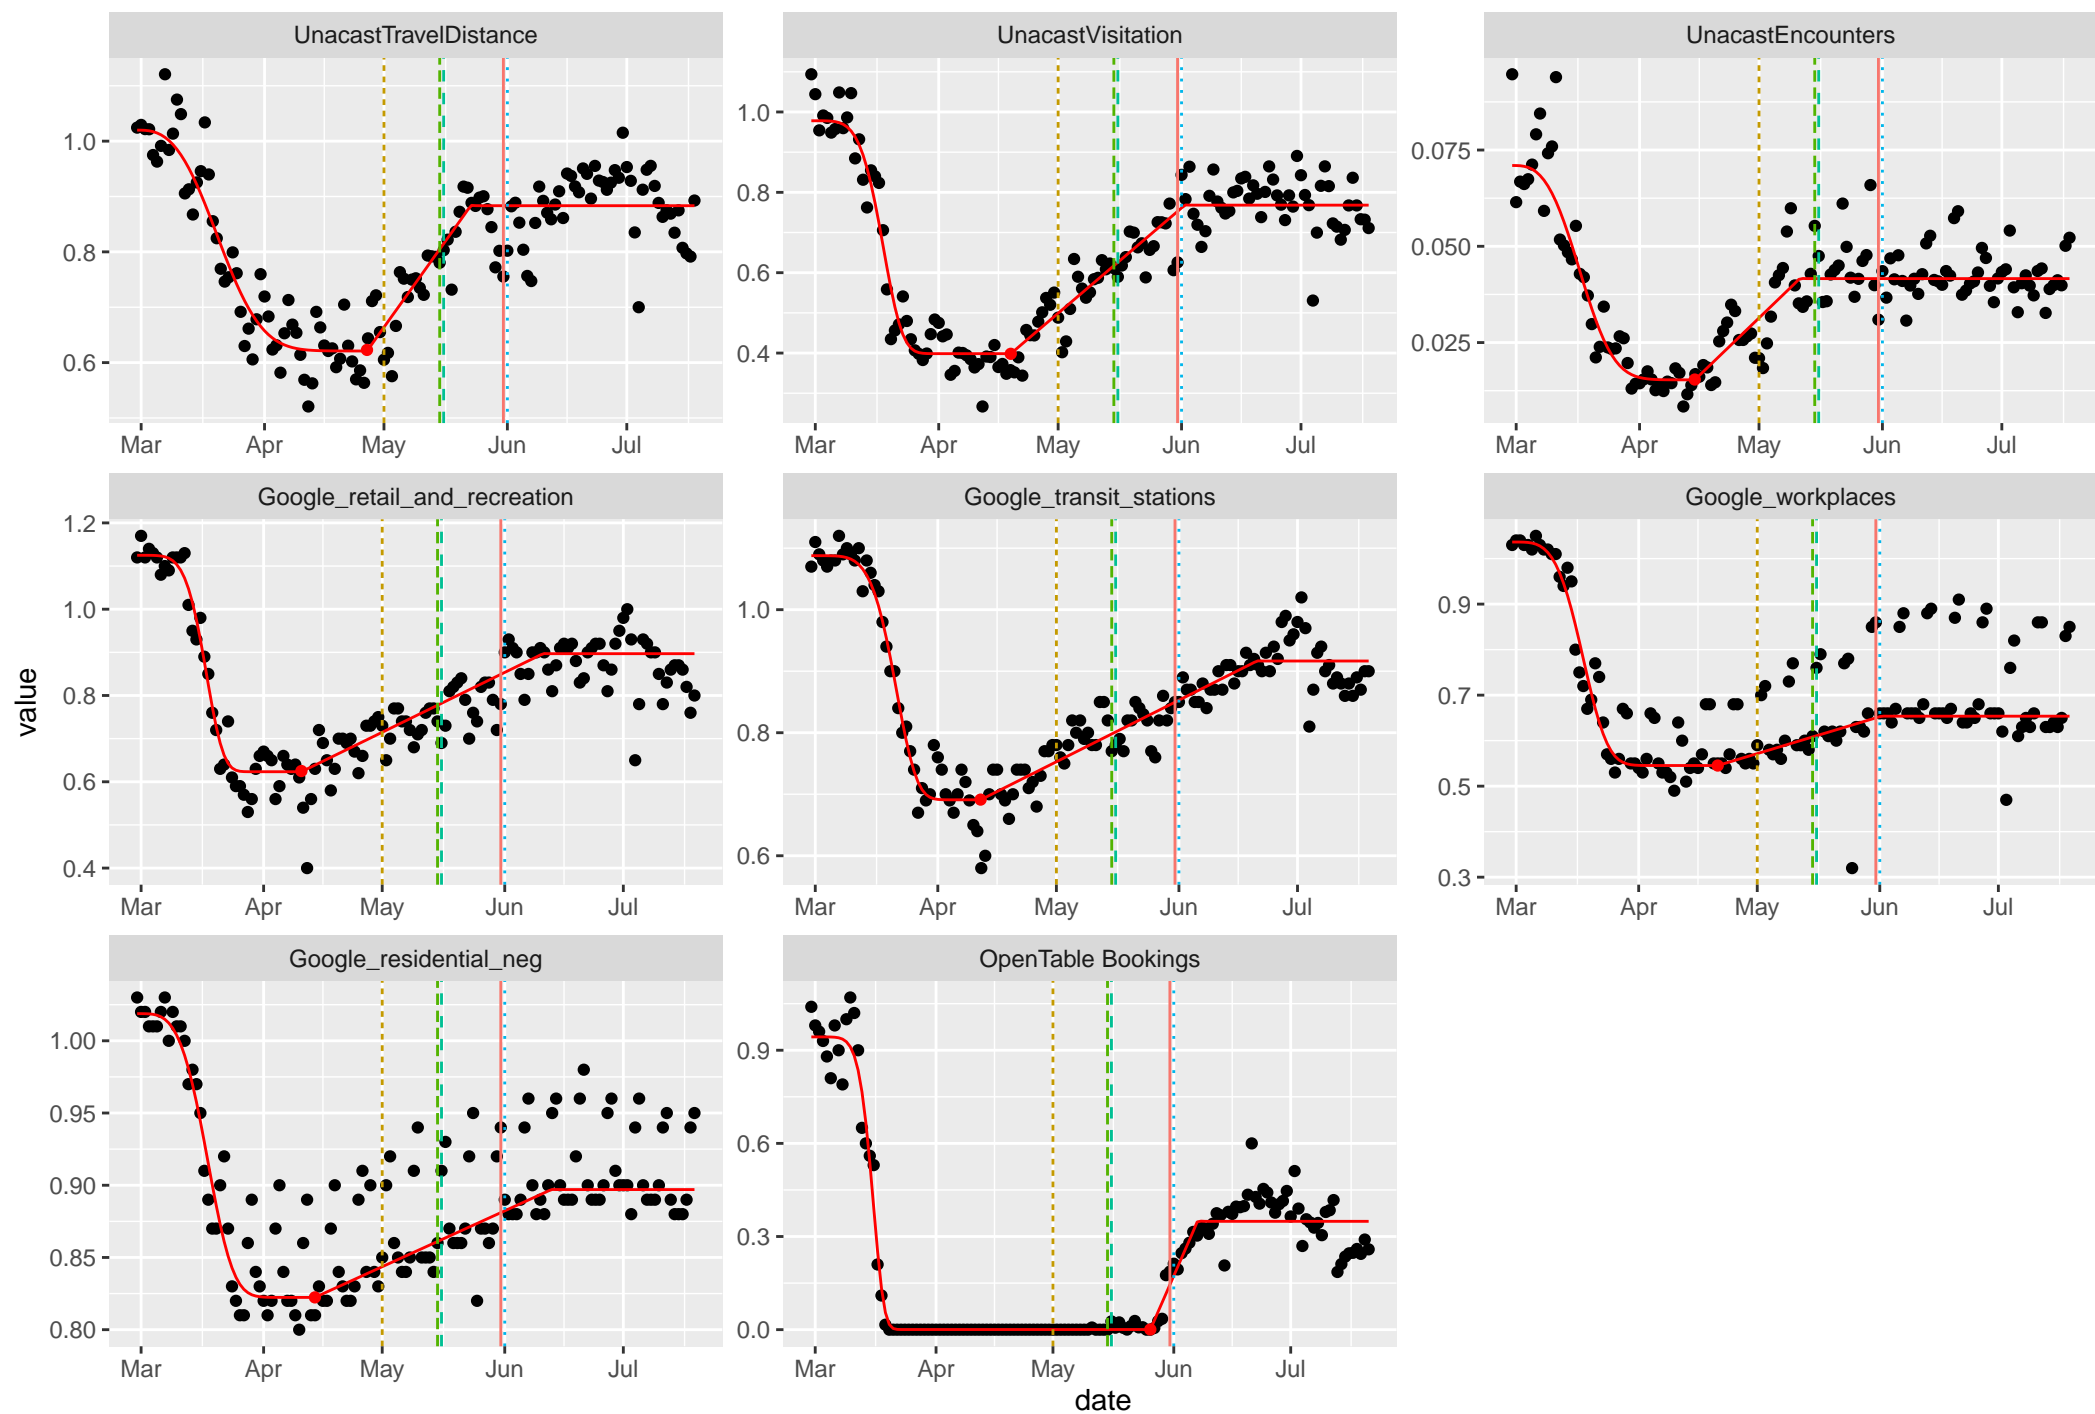 UnacastTravelDistance
UnacastVisitation
UnacastEncounters
1.0
0.8
0.6
Mar Apr May Jun Jul
1.0
0.8
0.6
0.4
Mar Apr May Jun Jul
0.075
0.050
0.025
Mar Apr May Jun Jul
Google_retail_and_recreation
Google_transit_stations
Google_workplaces
1.2
1.0
0.8
0.6
0.4
Mar Apr May Jun Jul
1.0
0.8
0.6
Mar Apr May Jun Jul
0.9
0.7
0.5
0.3
Mar Apr May Jun Jul
value
Google_residential_neg
OpenTable Bookings
1.00
0.95
0.90
0.85
0.80
Mar Apr May Jun Jul
0.9
0.6
0.3
0.0
Mar Apr May Jun Jul
date